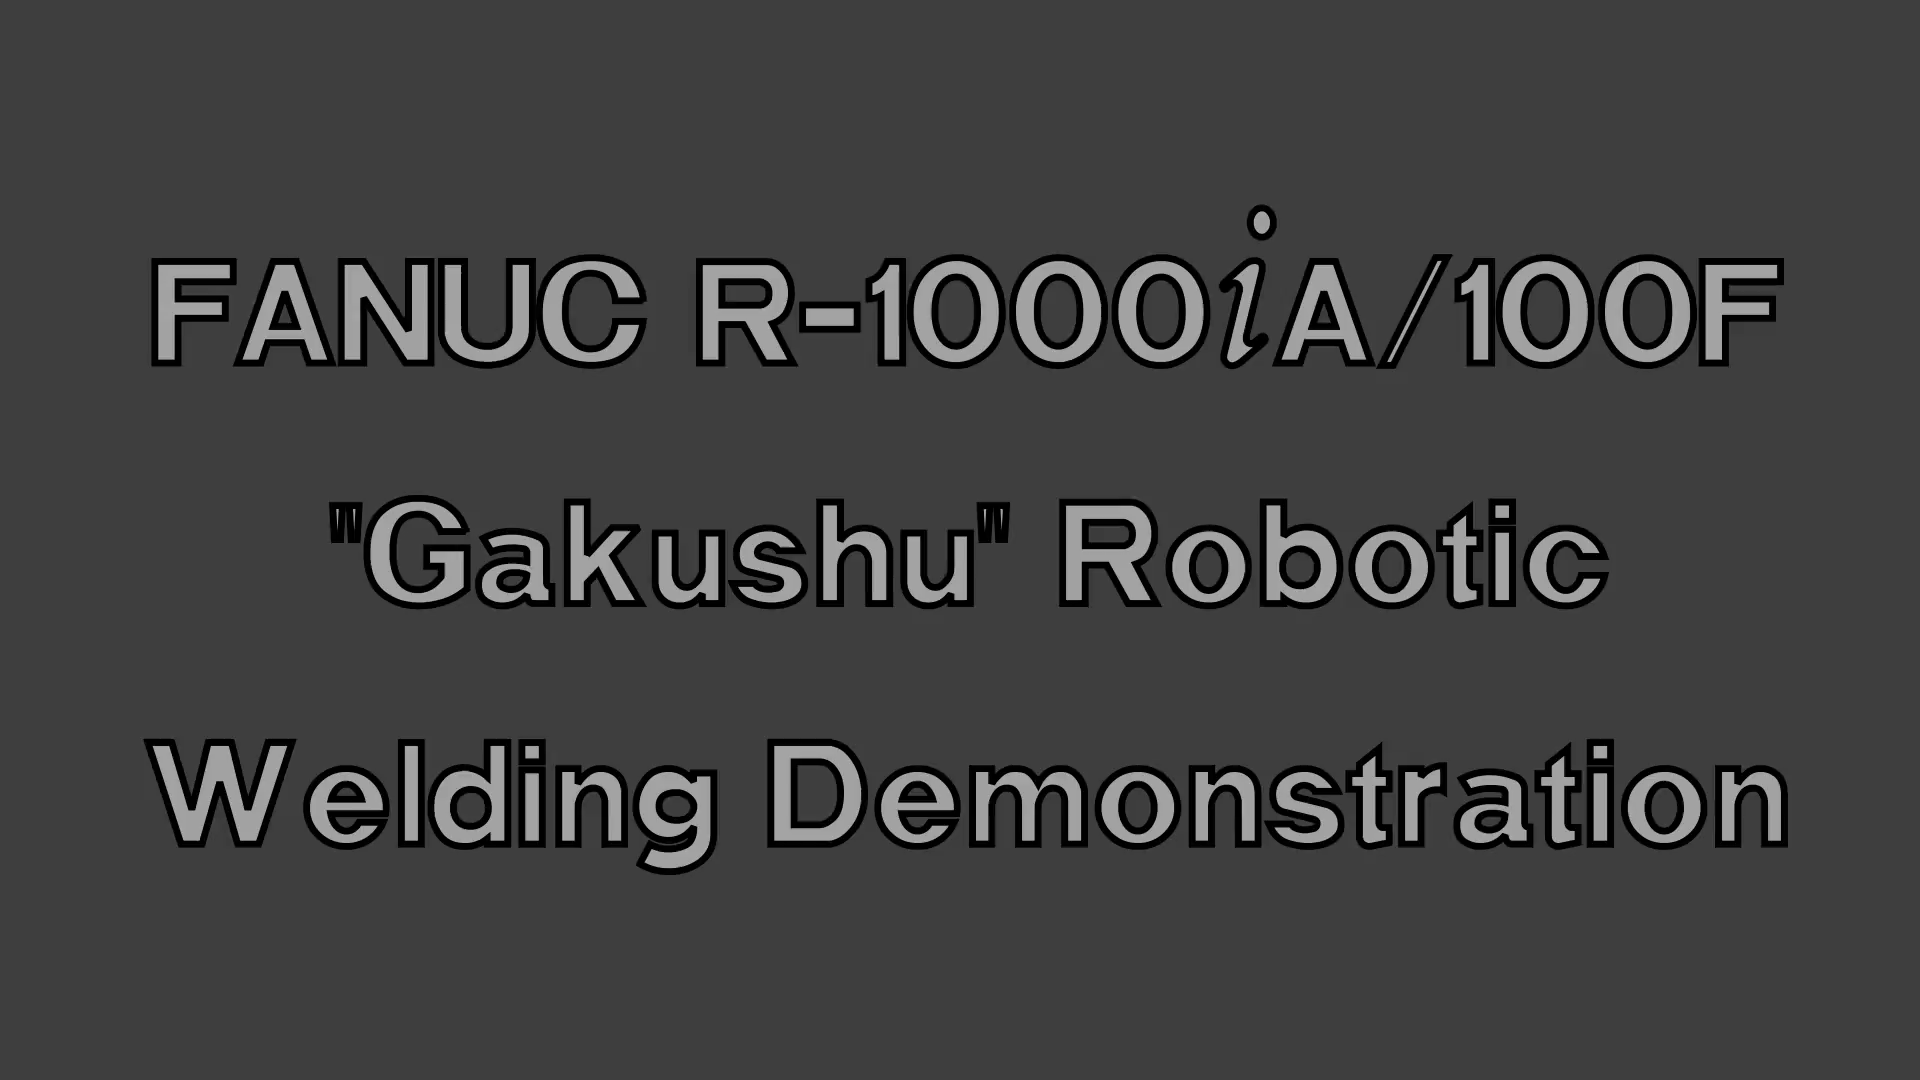 FANUC R-1000iA/100F
"Gakushu" Robotic
Welding Demonstration